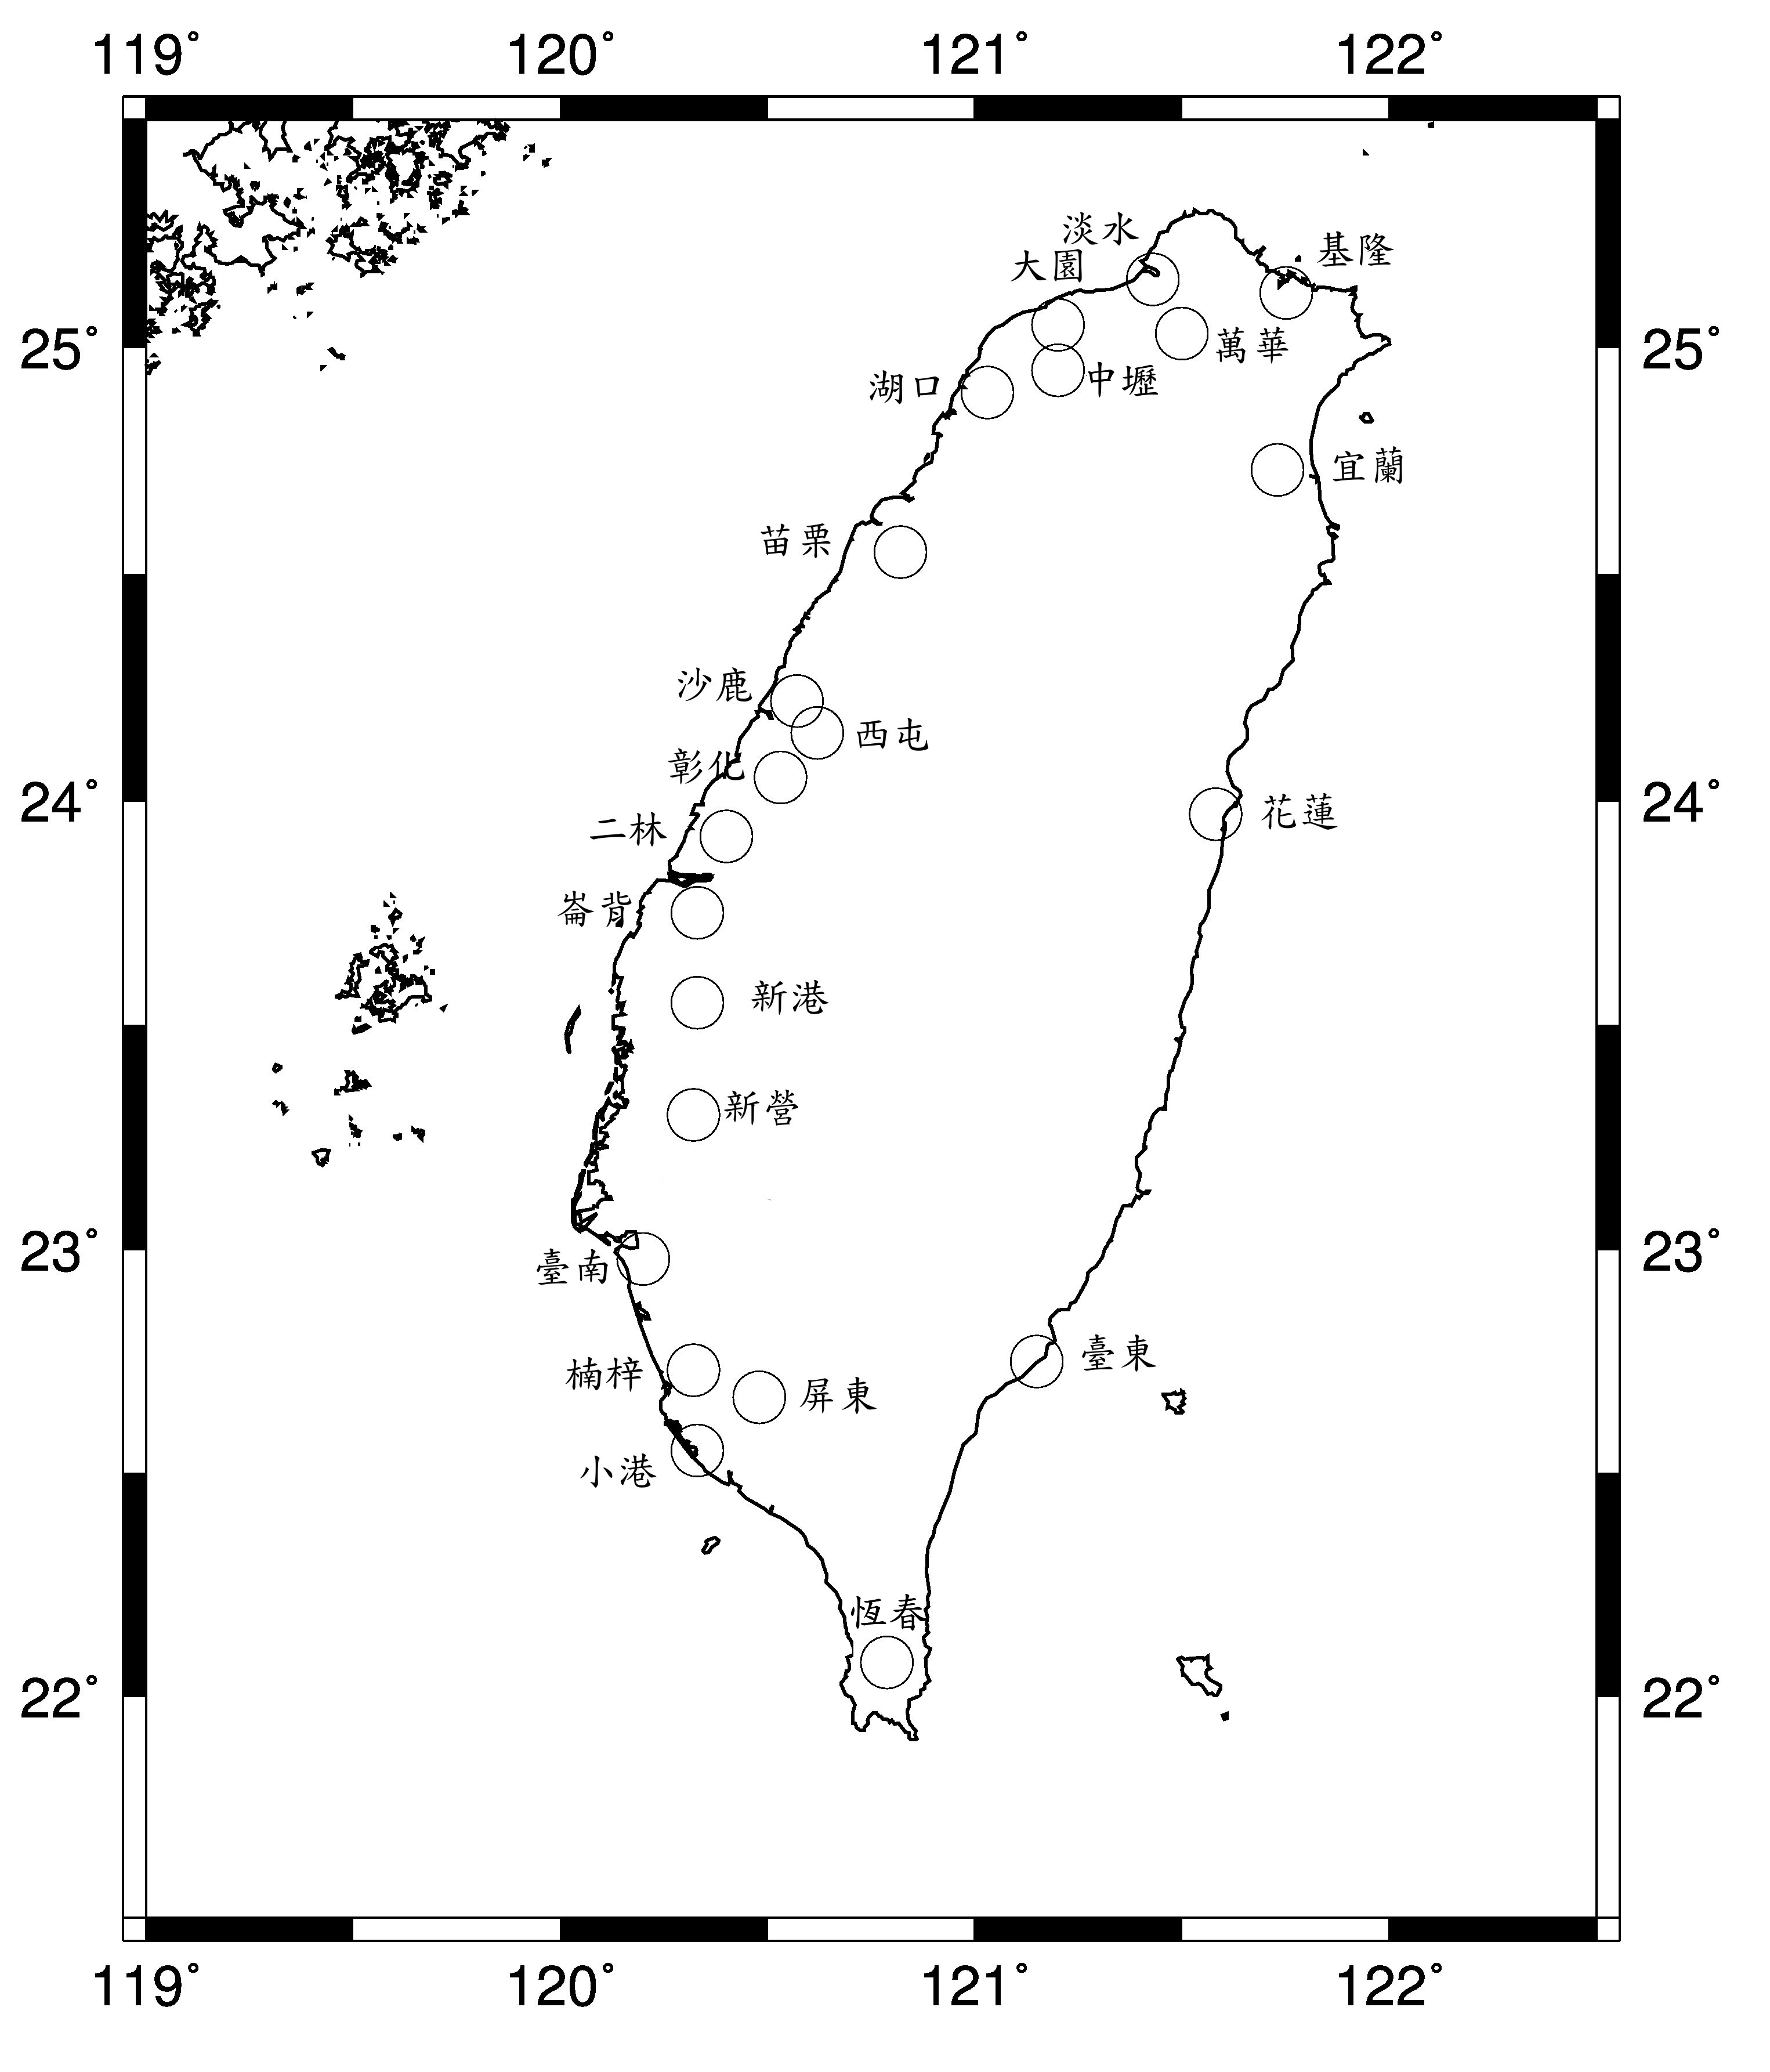 119° 120° 121° 122°
淡水
基隆
大園
25° 25°
萬華
中壢
湖口
宜蘭
苗栗
沙鹿
西屯
彰化
24° 24°
花蓮
二林
崙背
新港
新營
23° 23°
臺南
臺東
楠梓
屏東
小港
恆春
22° 22°
119° 120° 121° 122°